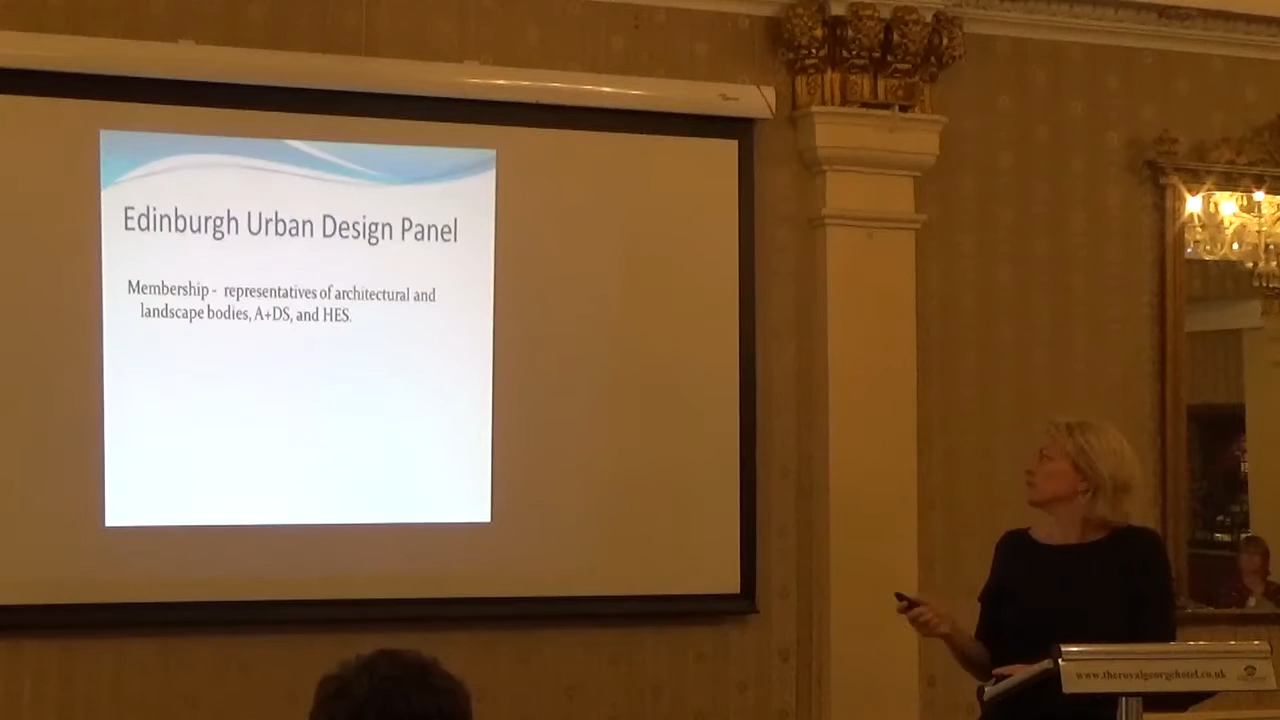 Edinburgh Urban Design Panel
Membership - representatives of architectural and
landscape bodies, A+DS, and HES.
www.theroyalgeorgehotel.co.uk